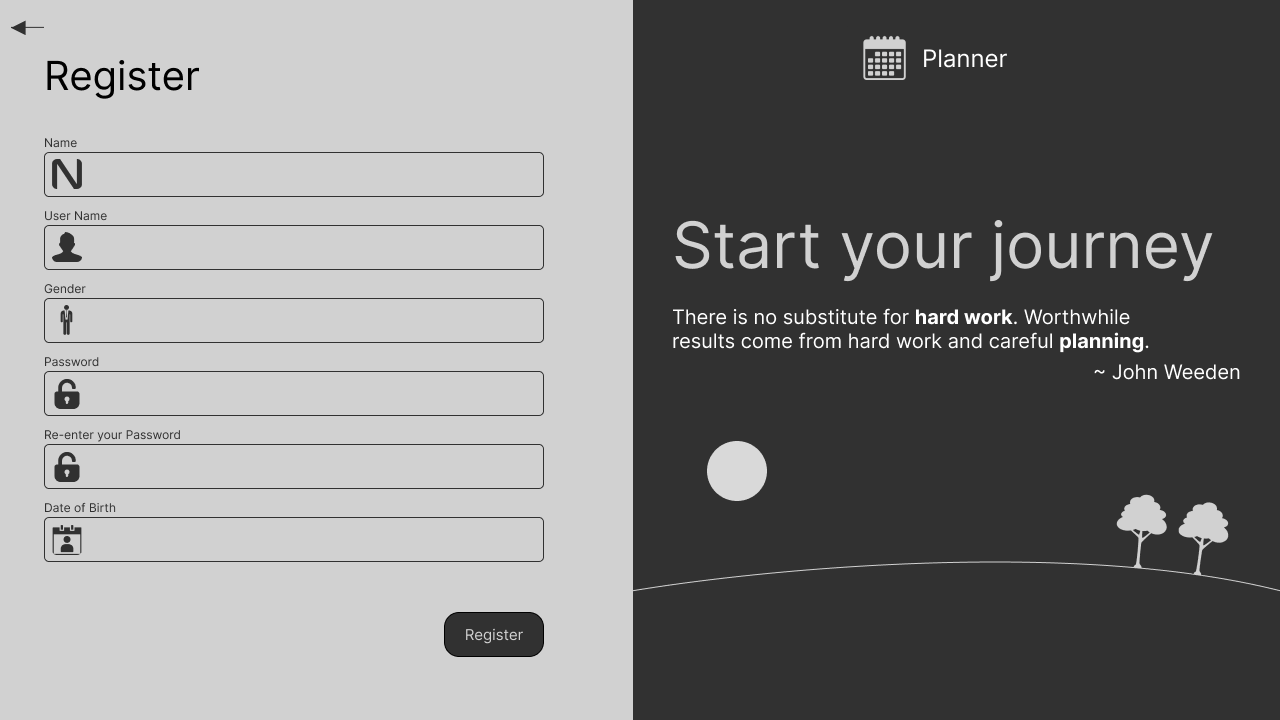 Register
Name
User Name
Gender
Password
Re-enter your Password
Date of Birth
Register
Planner
Start your journey
There is no substitute for hard work. Worthwhile
results come from hard work and careful planning.
~ John Weeden